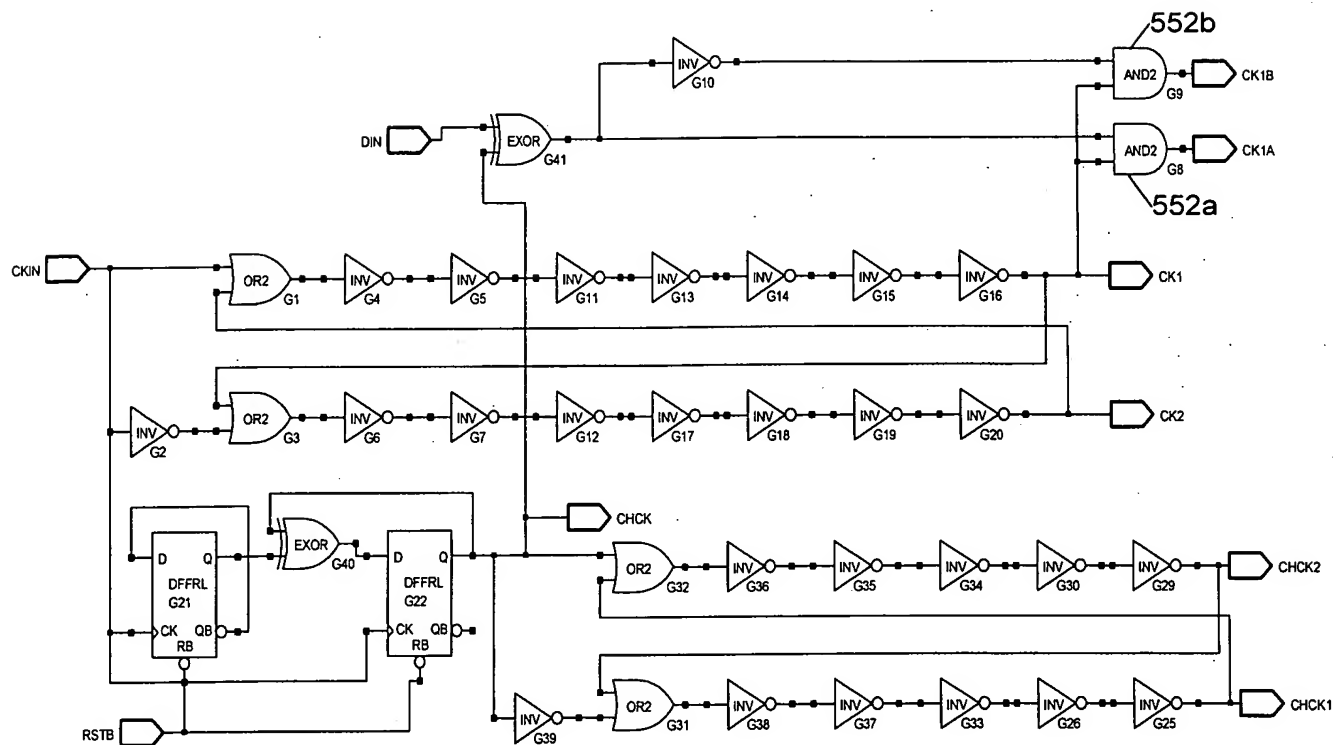 552b
INV
G10
AND2
G9
CK1B
DIN
EXOR
G41
AND2
G8
CK1A
552a
CKIN
OR2
G1
INV
G4
INV
G5
INV
G11
INV
G13
INV
G14
INV
G15
INV
G16
CK1
INV
G2
OR2
G3
INV
G6
INV
G7
INV
G12
INV
G17
INV
G18
INV
G19
INV
G20
CK2
D
Q
DFFRL
G21
CK
QB
RB
EXOR
G40
D
Q
DFFRL
G22
CK
QB
RB
CHCK
OR2
G32
INV
G36
INV
G35
INV
G34
INV
G30
INV
G29
CHCK2
RSTB
INV
G39
OR2
G31
INV
G38
INV
G37
INV
G33
INV
G26
INV
G25
CHCK1